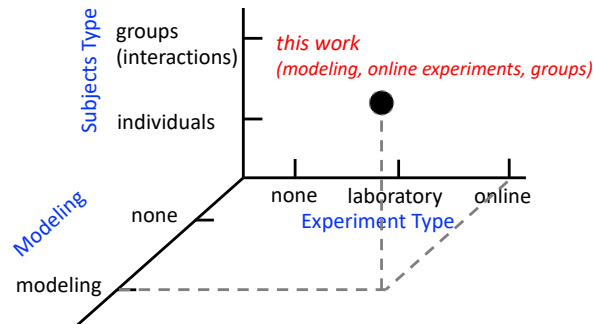 Subjects Type
groups
(interactions)
individuals
this work
(modeling, online experiments, groups)
none
laboratory
online
Experiment Type
Modeling
none
modeling